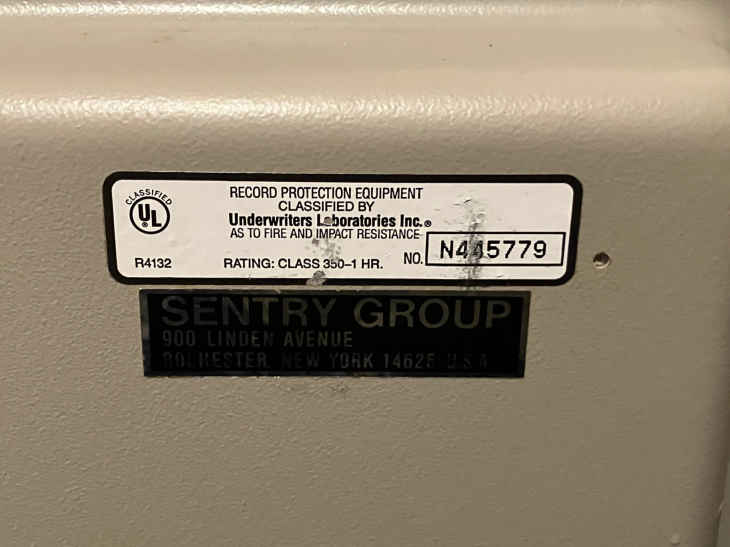 CLASSIFIED
UL®
RECORD PROTECTION EQUIPMENT
CLASSIFIED BY
Underwriters Laboratories Inc.®
AS TO FIRE AND IMPACT RESISTANCE
R4132
RATING: CLASS 350-1 HR.
NO. N445779
SENTRY GROUP
900 LINDEN AVENUE
ROCHESTER, NEW YORK 14625 U.S.A.